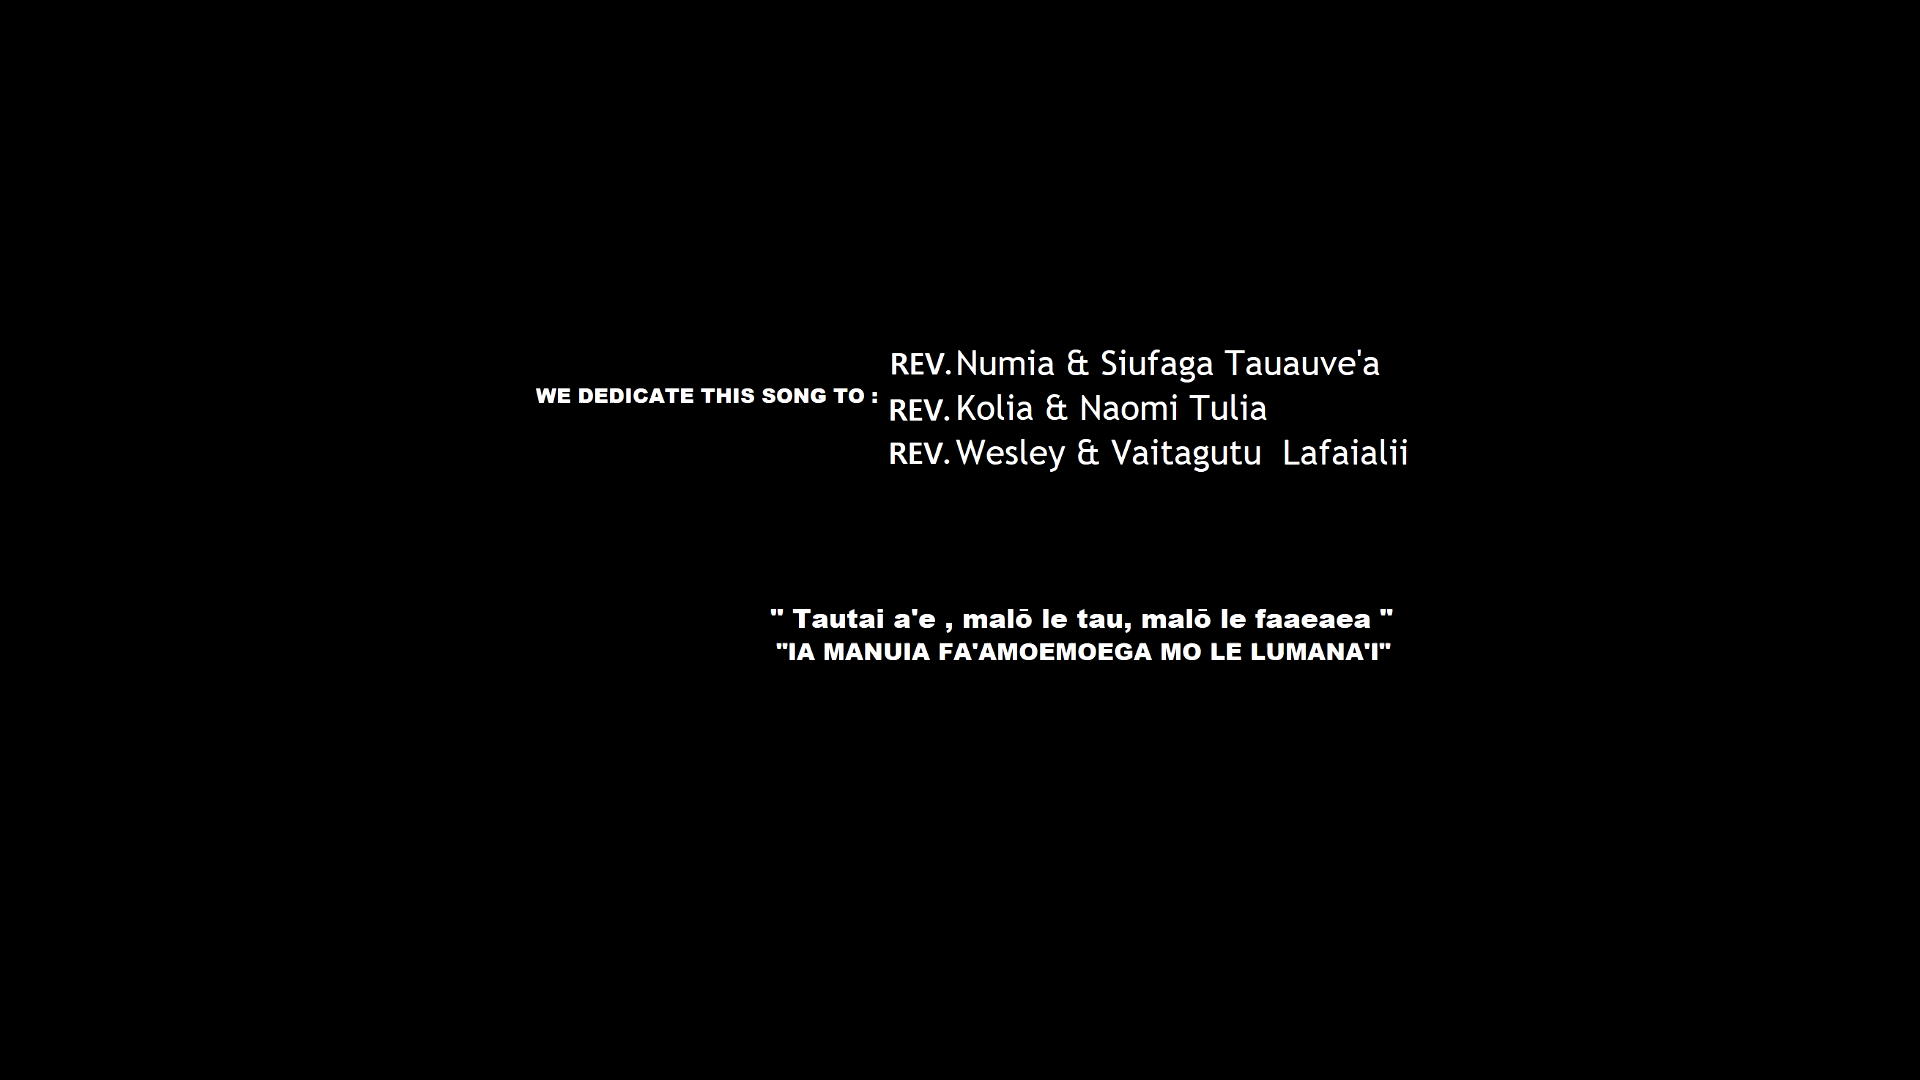 REV. Numia & Siufaga Tauauve'a
WE DEDICATE THIS SONG TO :
REV. Kolia & Naomi Tulia
REV. Wesley & Vaitagutu Lafaialii
" Tautai a'e , malō le tau, malō le faaeaea "
"IA MANUIA FA'AMOEMOEGA MO LE LUMANA'I"